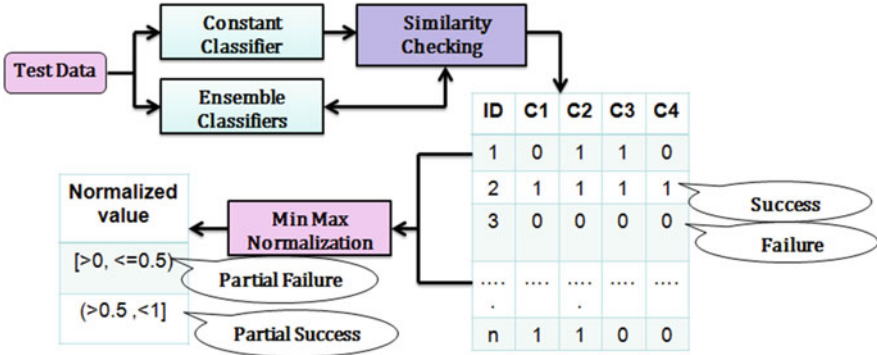 Constant
Classifier
Similarity
Checking
Test Data
Ensemble
Classifiers
ID C1 C2 C3 C4
1 0 1 1 0
2 1 1 1 1
Success
3 0 0 0 0
Failure
.... .... .... .... ....
. .
n 1 1 0 0
Min Max
Normalization
Normalized
value
[>0, <=0.5)
Partial Failure
(>0.5 ,<1]
Partial Success